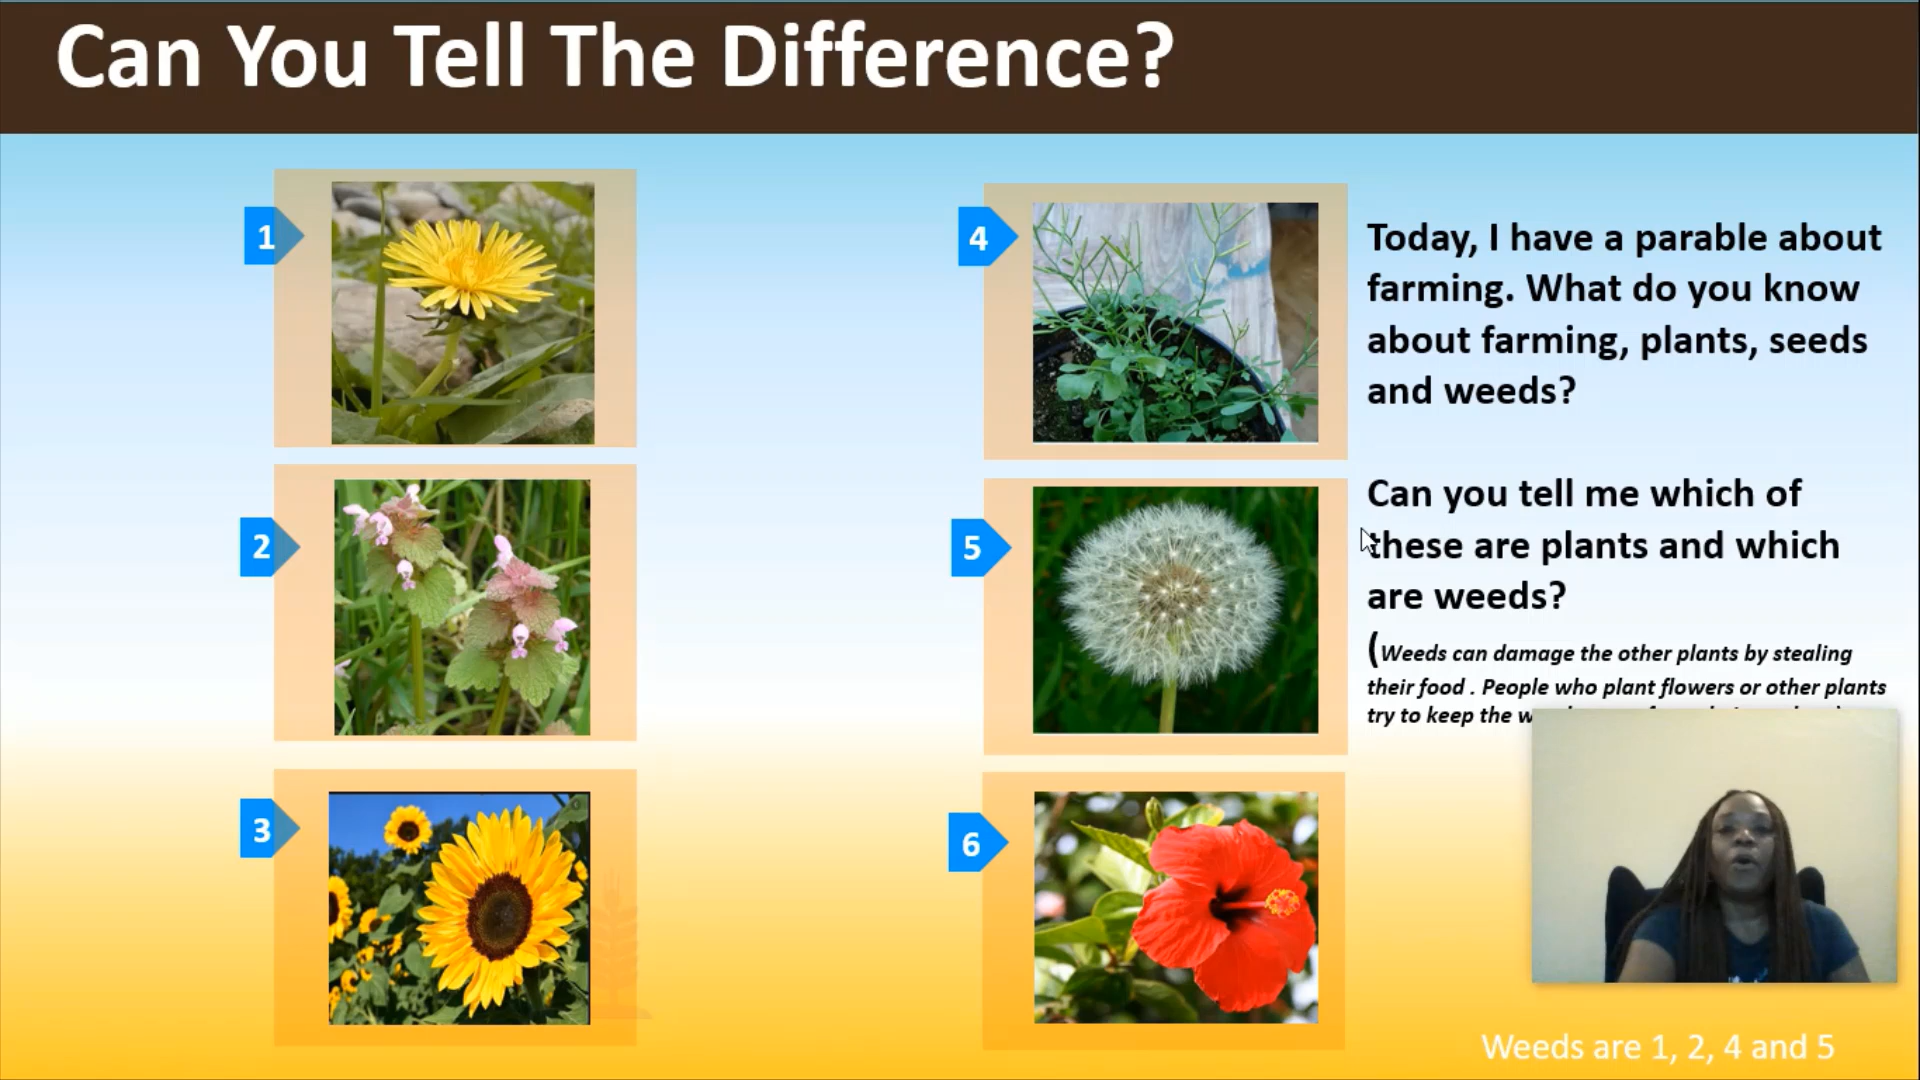 Can You Tell The Difference?
1
2
3
4
5
6
Today, I have a parable about
farming. What do you know
about farming, plants, seeds
and weeds?
Can you tell me which of
these are plants and which
are weeds?
(Weeds can damage the other plants by stealing
their food . People who plant flowers or other plants
try to keep the
Weeds are 1, 2, 4 and 5